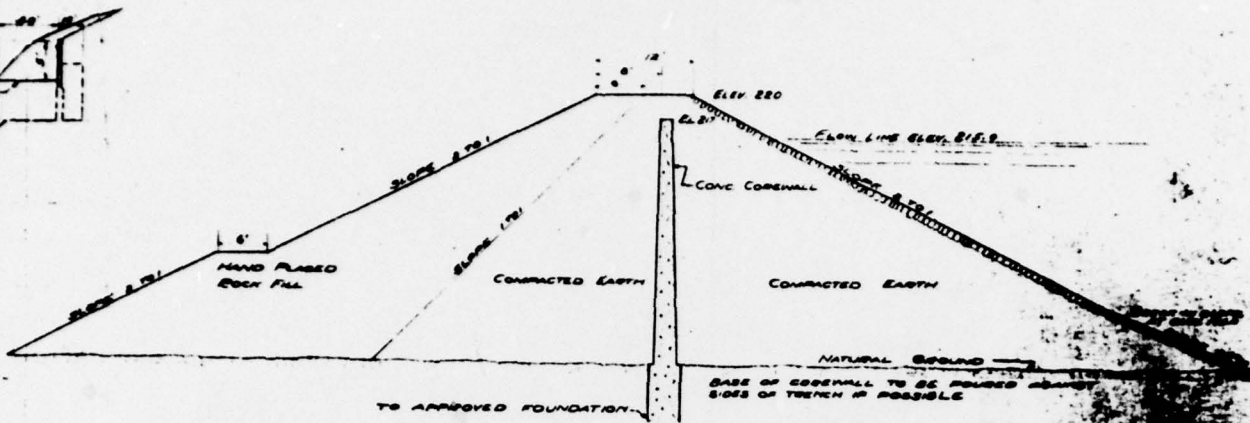 12'
6'
ELEV. 220
EL 217
FLOW LINE ELEV. 215.9
SLOPE 2 TO 1
CONC COREWALL
SLOPE 2 TO 1
6'
SLOPE 1 TO 1
HAND PLACED
ROCK FILL
COMPACTED EARTH
COMPACTED EARTH
SLOPE 2 TO 1
NATURAL GROUND
BASE OF COREWALL TO BE POURED AGAINST
SIDES OF TRENCH IF POSSIBLE
TO APPROVED FOUNDATION